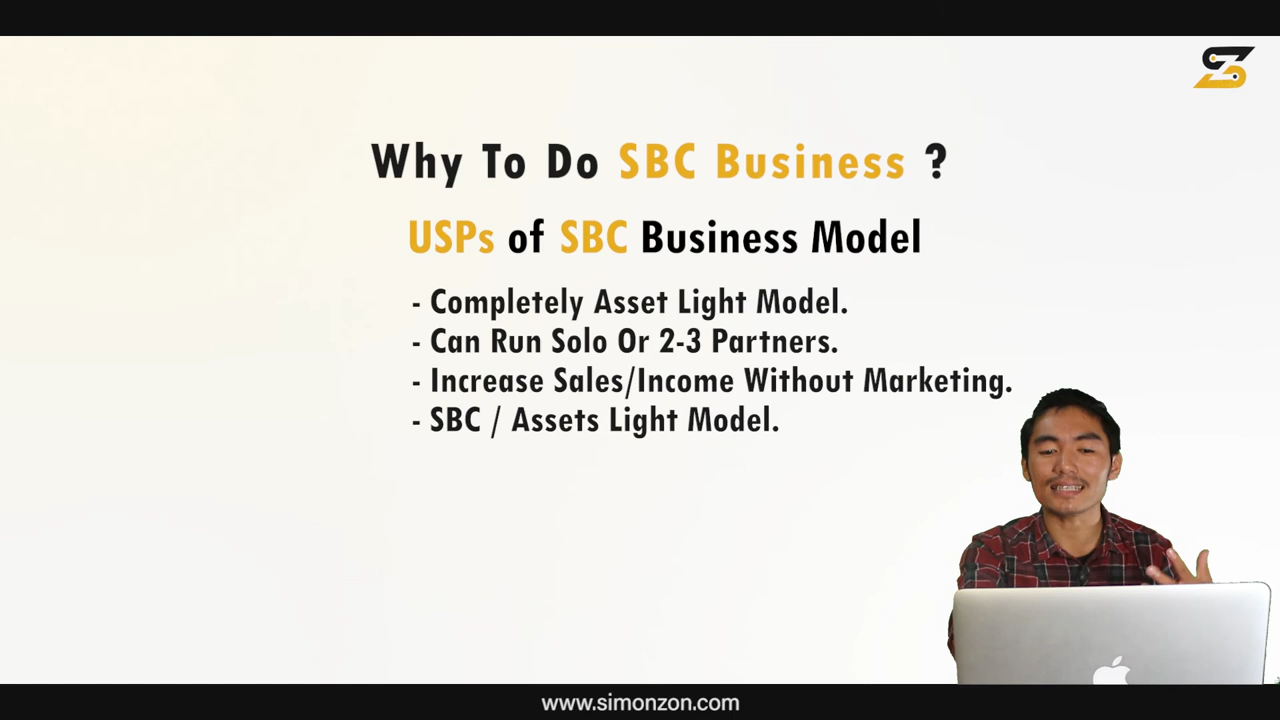 Why To Do SBC Business ?
USPs of SBC Business Model
- Completely Asset Light Model.
- Can Run Solo Or 2-3 Partners.
- Increase Sales/Income Without Marketing.
- SBC / Assets Light Model.
www.simonzon.com